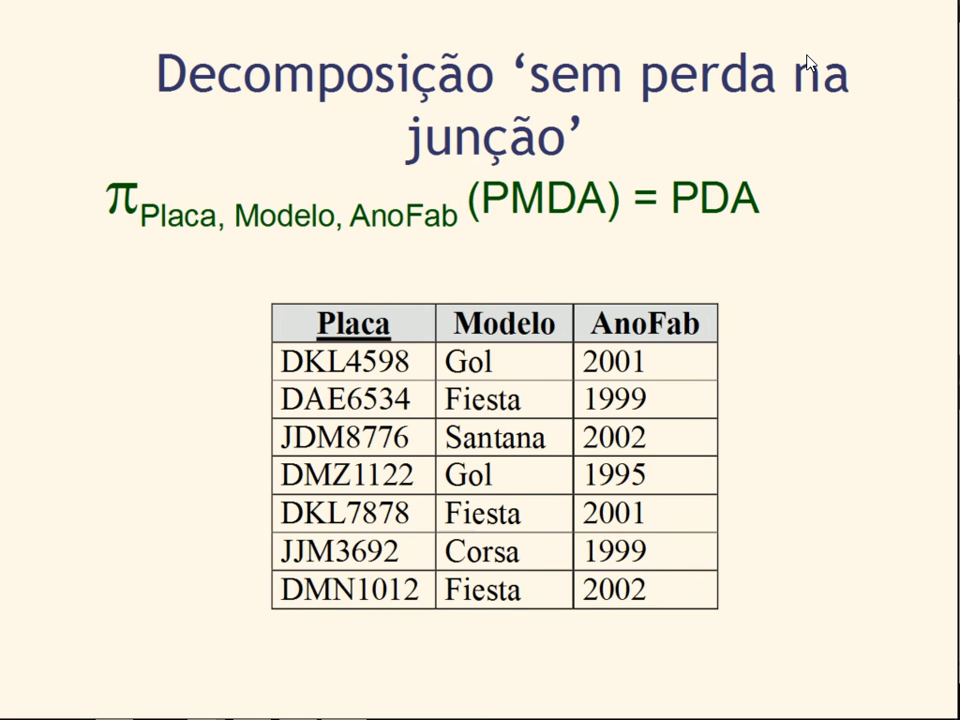 Decomposição ‘sem perda na
junção’
π Placa, Modelo, AnoFab (PMDA) = PDA
Placa Modelo AnoFab
DKL4598 Gol 2001
DAE6534 Fiesta 1999
JDM8776 Santana 2002
DMZ1122 Gol 1995
DKL7878 Fiesta 2001
JJM3692 Corsa 1999
DMN1012 Fiesta 2002